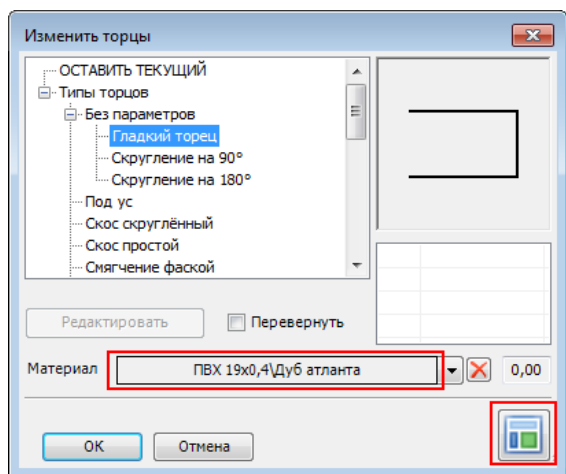 Изменить торцы
ОСТАВИТЬ ТЕКУЩИЙ
Типы торцов
Без параметров
Гладкий торец
Скругление на 90°
Скругление на 180°
Под ус
Скос скруглённый
Скос простой
Смягчение фаской
Редактировать
Перевернуть
Материал
ПВХ 19х0,4\Дуб атланта
0,00
ОК
Отмена